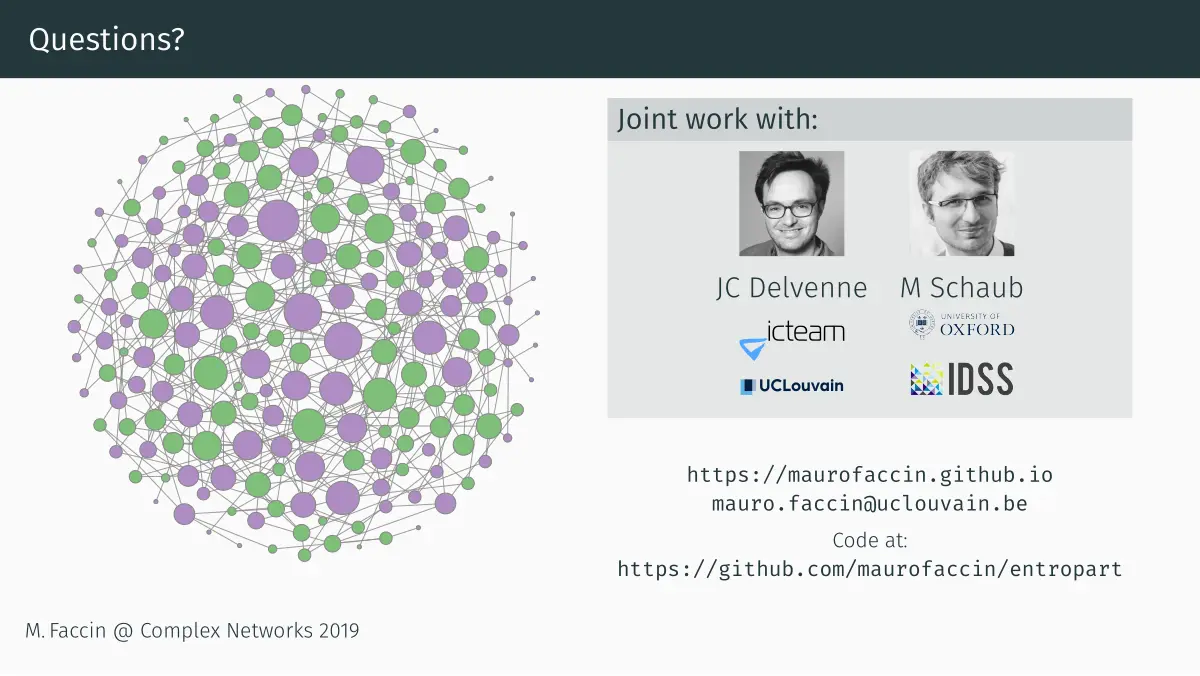 Questions?
Joint work with:
JC Delvenne
M Schaub
icteam
UNIVERSITY OF
OXFORD
UCLouvain
IDSS
https://maurofaccin.github.io
mauro.faccin@uclouvain.be
Code at:
https://github.com/maurofaccin/entropart
M. Faccin @ Complex Networks 2019